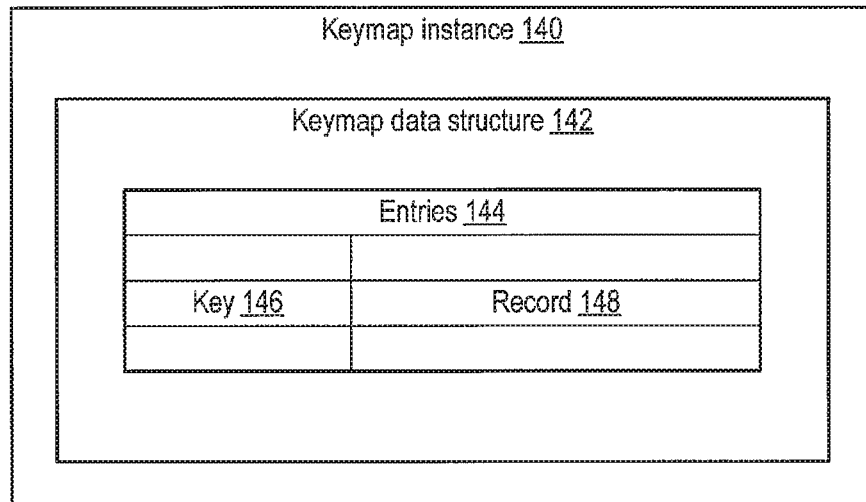 Keymap instance 140
Keymap data structure 142
Entries 144
Key 146 Record 148